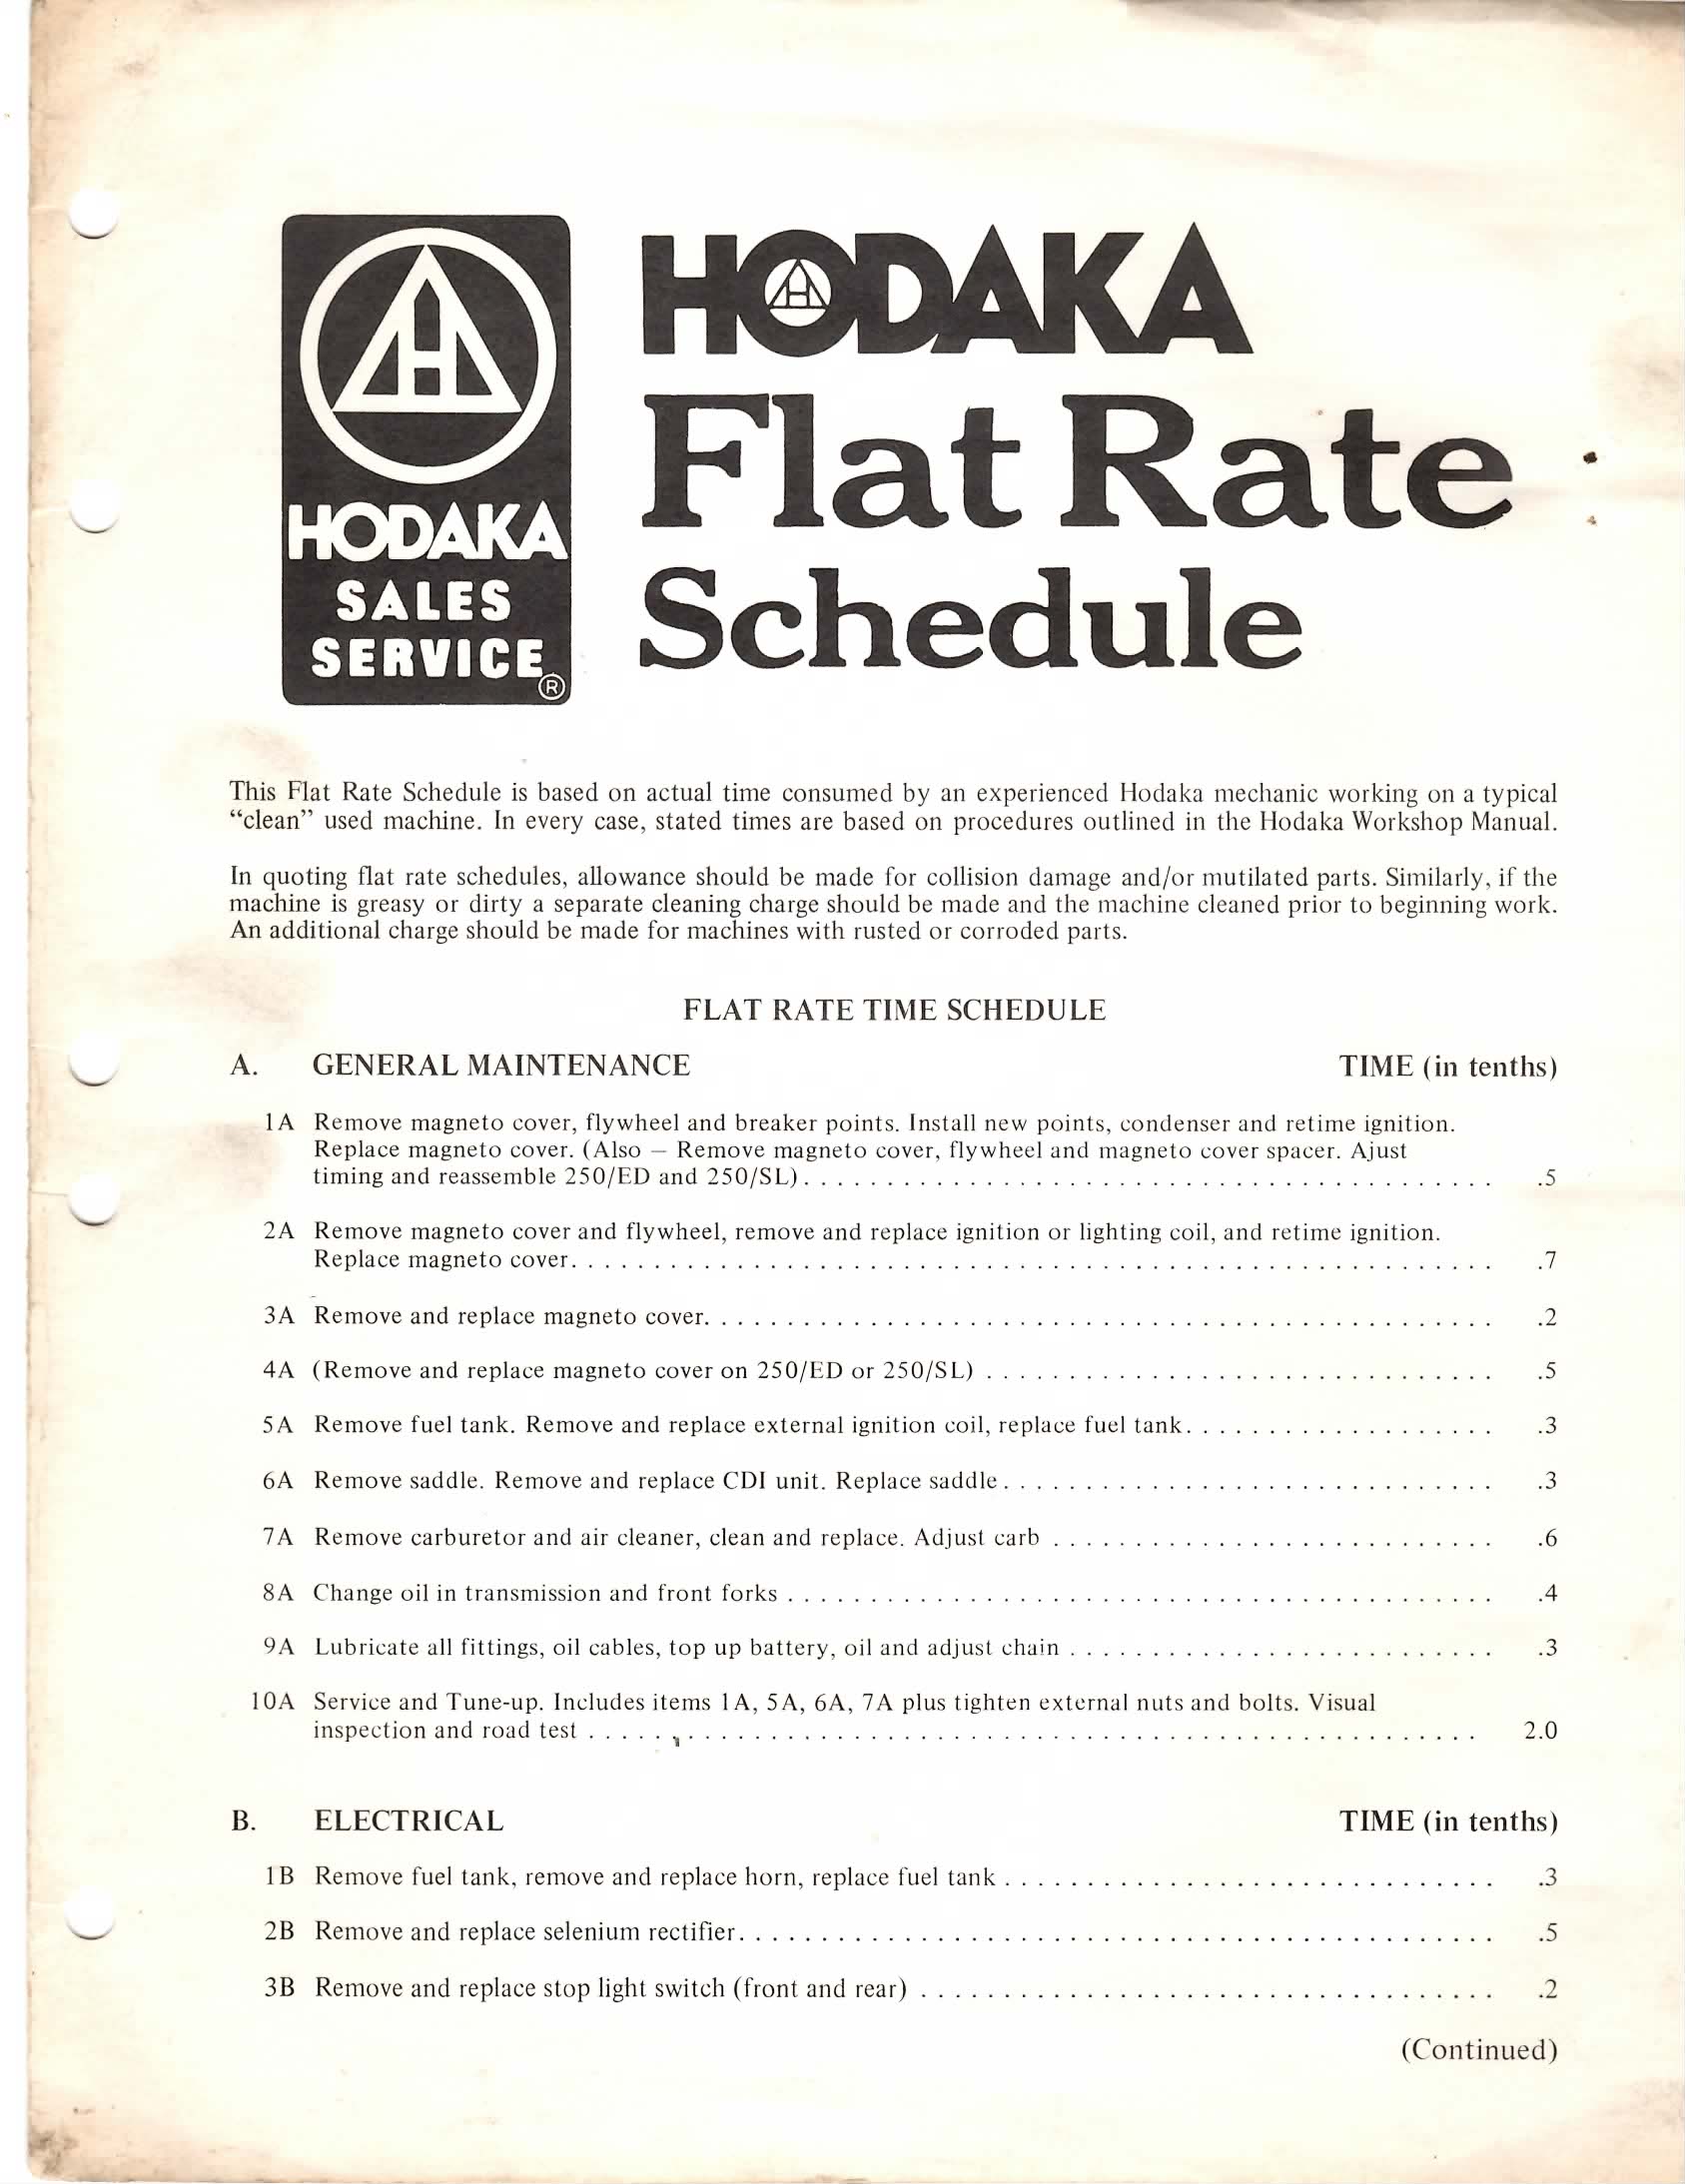 HODAKA
SALES
SERVICE
®
HODAKA
Flat Rate
Schedule
This Flat Rate Schedule is based on actual time consumed by an experienced Hodaka mechanic working on a typical
“clean” used machine. In every case, stated times are based on procedures outlined in the Hodaka Workshop Manual.
In quoting flat rate schedules, allowance should be made for collision damage and/or mutilated parts. Similarly, if the
machine is greasy or dirty a separate cleaning charge should be made and the machine cleaned prior to beginning work.
An additional charge should be made for machines with rusted or corroded parts.
FLAT RATE TIME SCHEDULE
A. GENERAL MAINTENANCE TIME (in tenths)
1A Remove magneto cover, flywheel and breaker points. Install new points, condenser and retime ignition.
Replace magneto cover. (Also — Remove magneto cover, flywheel and magneto cover spacer. Ajust
timing and reassemble 250/ED and 250/SL). . . . . . . . . . . . . . . . . . . . .5
2A Remove magneto cover and flywheel, remove and replace ignition or lighting coil, and retime ignition.
Replace magneto cover. . . . . . . . . . . . . . . . . . . . .7
3A Remove and replace magneto cover. . . . . . . . . . . . . . . . . . . . .2
4A (Remove and replace magneto cover on 250/ED or 250/SL) . . . . . . . . . . . . . . . . . . . . .5
5A Remove fuel tank. Remove and replace external ignition coil, replace fuel tank. . . . . . . . . . . . . . . . . . . . .3
6A Remove saddle. Remove and replace CDI unit. Replace saddle . . . . . . . . . . . . . . . . . . . . .3
7A Remove carburetor and air cleaner, clean and replace. Adjust carb . . . . . . . . . . . . . . . . . . . . .6
8A Change oil in transmission and front forks . . . . . . . . . . . . . . . . . . . . .4
9A Lubricate all fittings, oil cables, top up battery, oil and adjust chain . . . . . . . . . . . . . . . . . . . . .3
10A Service and Tune-up. Includes items 1A, 5A, 6A, 7A plus tighten external nuts and bolts. Visual
inspection and road test . . . . . . . . . . . . . . . . . . . . 2.0
B. ELECTRICAL TIME (in tenths)
1B Remove fuel tank, remove and replace horn, replace fuel tank . . . . . . . . . . . . . . . . . . . . .3
2B Remove and replace selenium rectifier. . . . . . . . . . . . . . . . . . . . .5
3B Remove and replace stop light switch (front and rear) . . . . . . . . . . . . . . . . . . . . .2
(Continued)